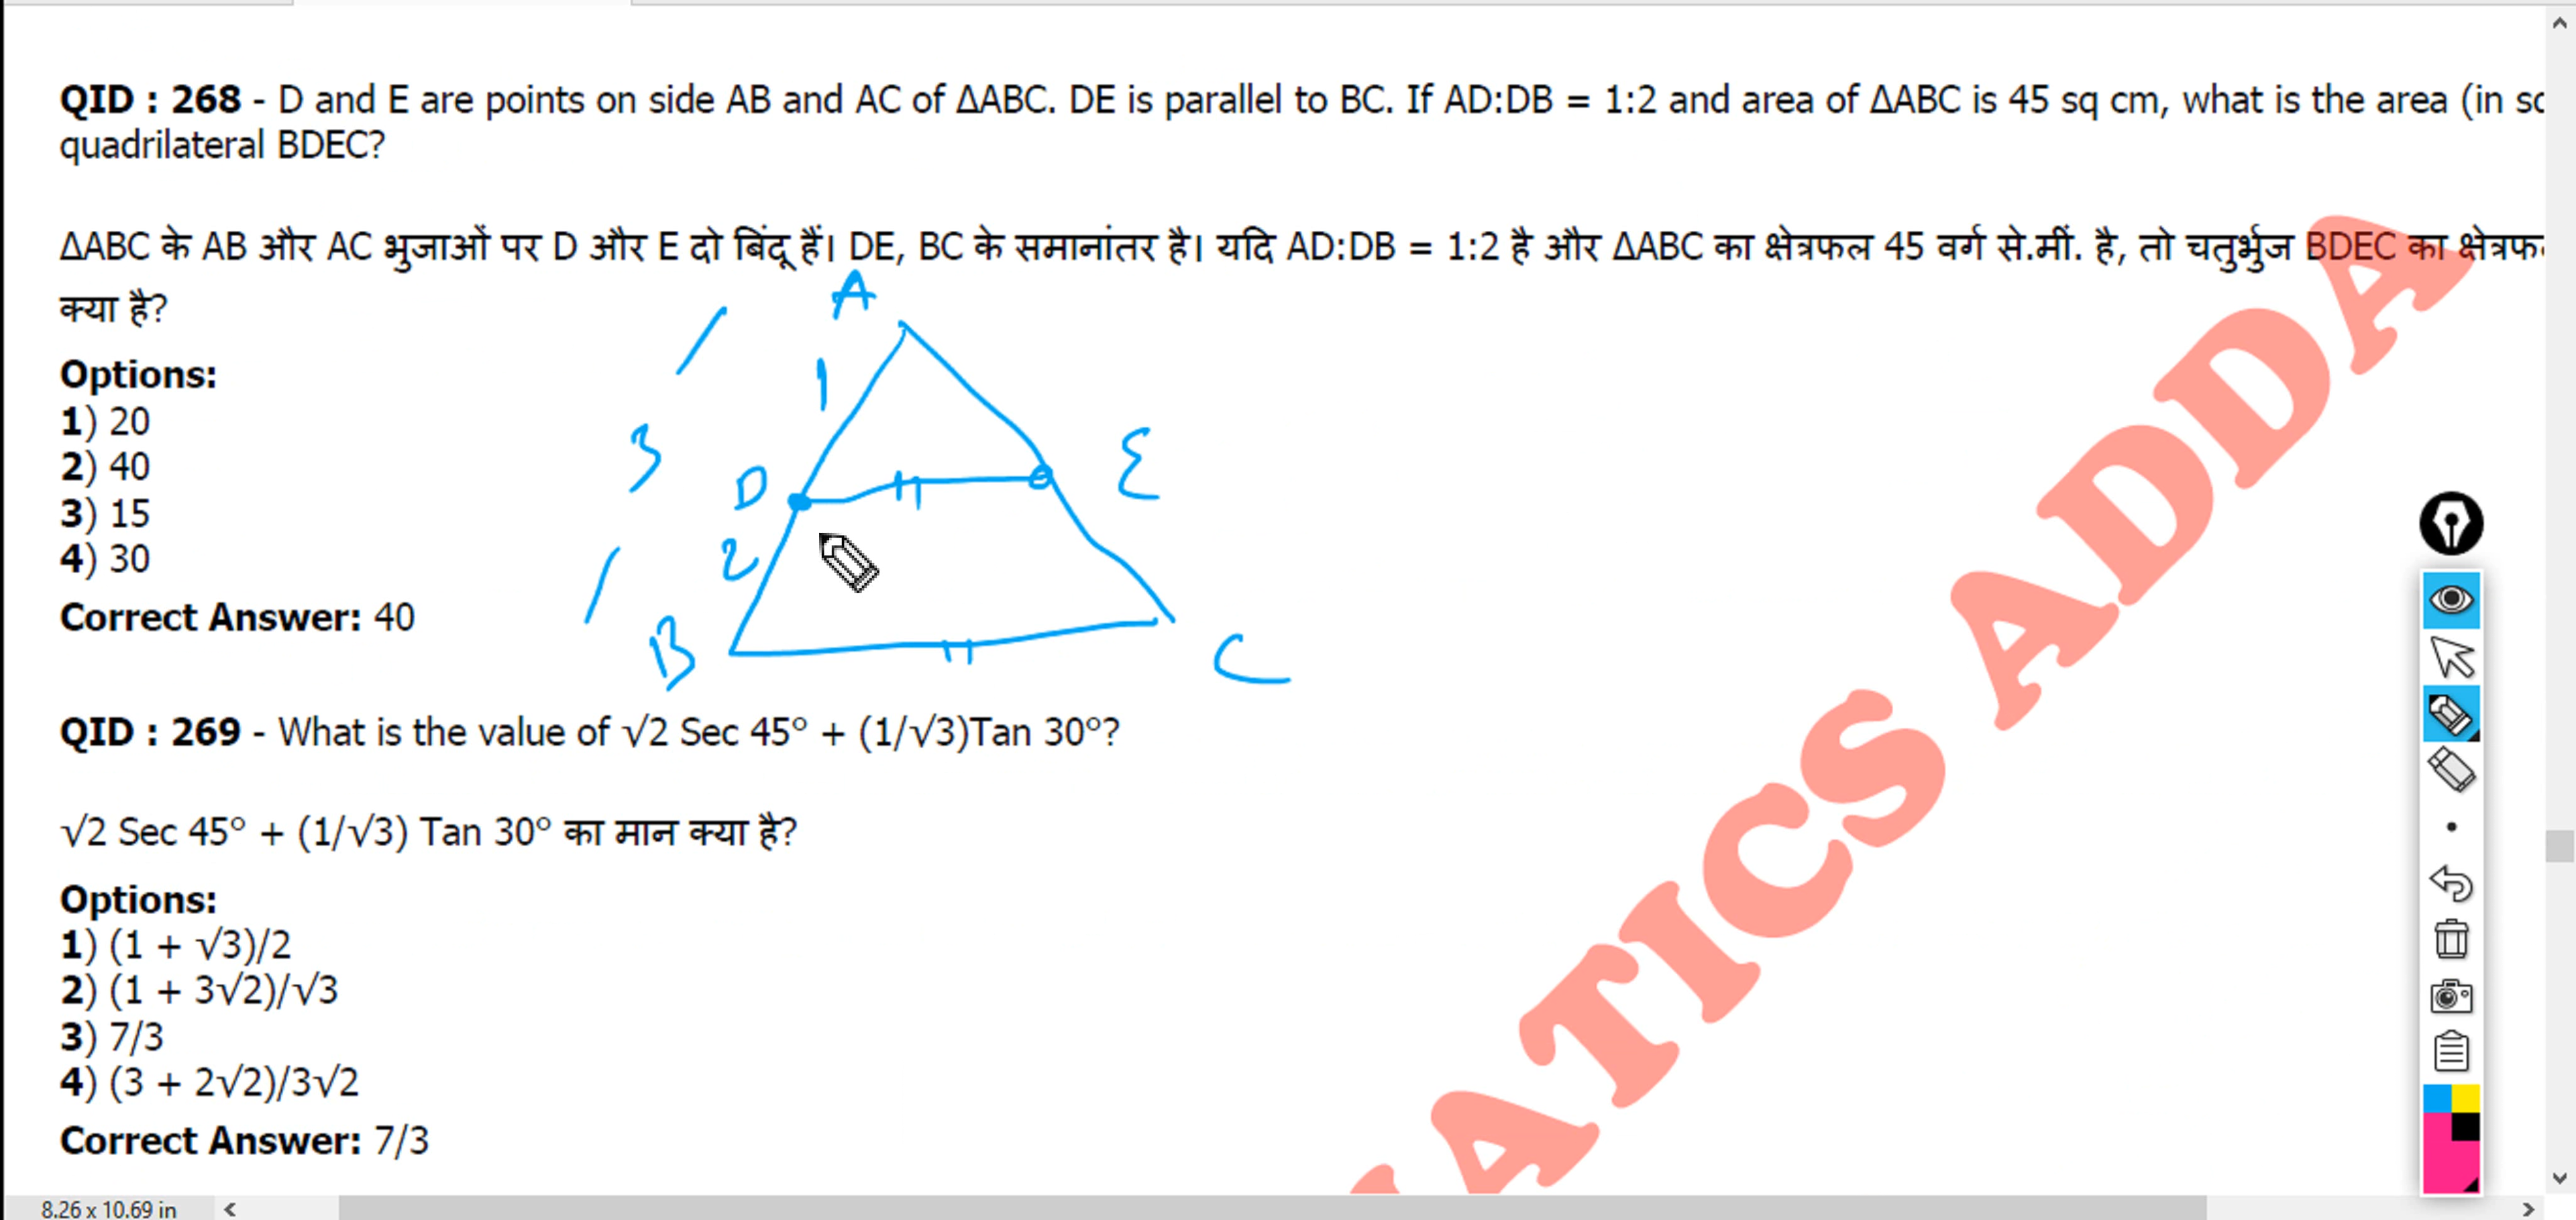 QID : 268 - D and E are points on side AB and AC of ΔABC. DE is parallel to BC. If AD:DB = 1:2 and area of ΔABC is 45 sq cm, what is the area (in sq
quadrilateral BDEC?
ΔABC के AB और AC भुजाओं पर D और E दो बिंदू हैं। DE, BC के समानांतर है। यदि AD:DB = 1:2 है और ΔABC का क्षेत्रफल 45 वर्ग से.मीं. है, तो चतुर्भुज BDEC का
क्या है?
A
1
3
D
E
2
B
C
Options:
1) 20
2) 40
3) 15
4) 30
Correct Answer: 40
QID : 269 - What is the value of √2 Sec 45° + (1/√3)Tan 30°?
√2 Sec 45° + (1/√3) Tan 30° का मान क्या है?
Options:
1) (1 + √3)/2
2) (1 + 3√2)/√3
3) 7/3
4) (3 + 2√2)/3√2
Correct Answer: 7/3
ATICS ADDA
8.26 x 10.69 in